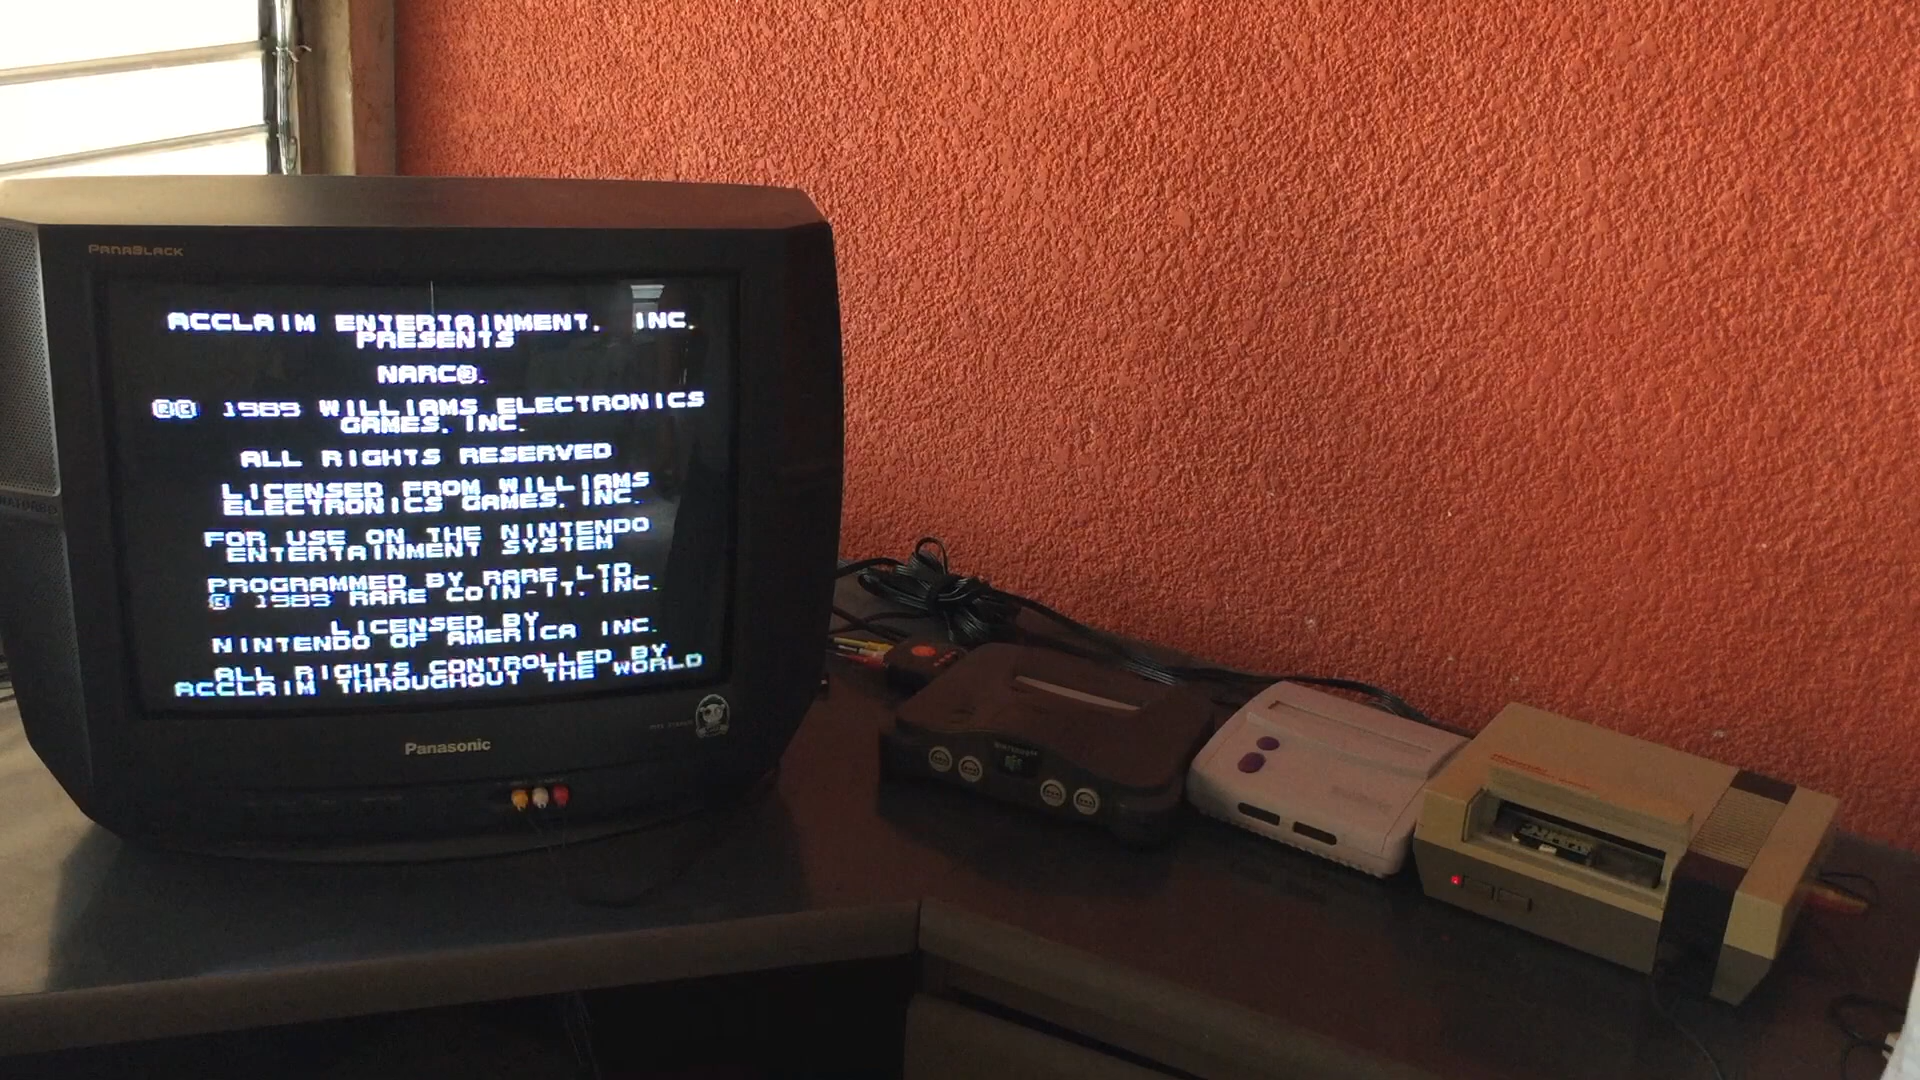 PANABLACK
ACCLAIM ENTERTAINMENT, INC.
PRESENTS
NARC®.
1989 WILLIAMS ELECTRONICS
GAMES, INC.
ALL RIGHTS RESERVED
LICENSED FROM WILLIAMS
ELECTRONICS GAMES, INC.
FOR USE ON THE NINTENDO
ENTERTAINMENT SYSTEM
PROGRAMMED BY RARE LTD.
© 1989 RARE COIN-IT, INC.
LICENSED BY
NINTENDO OF AMERICA INC.
ALL RIGHTS CONTROLLED BY
ACCLAIM THROUGHOUT THE WORLD
Panasonic